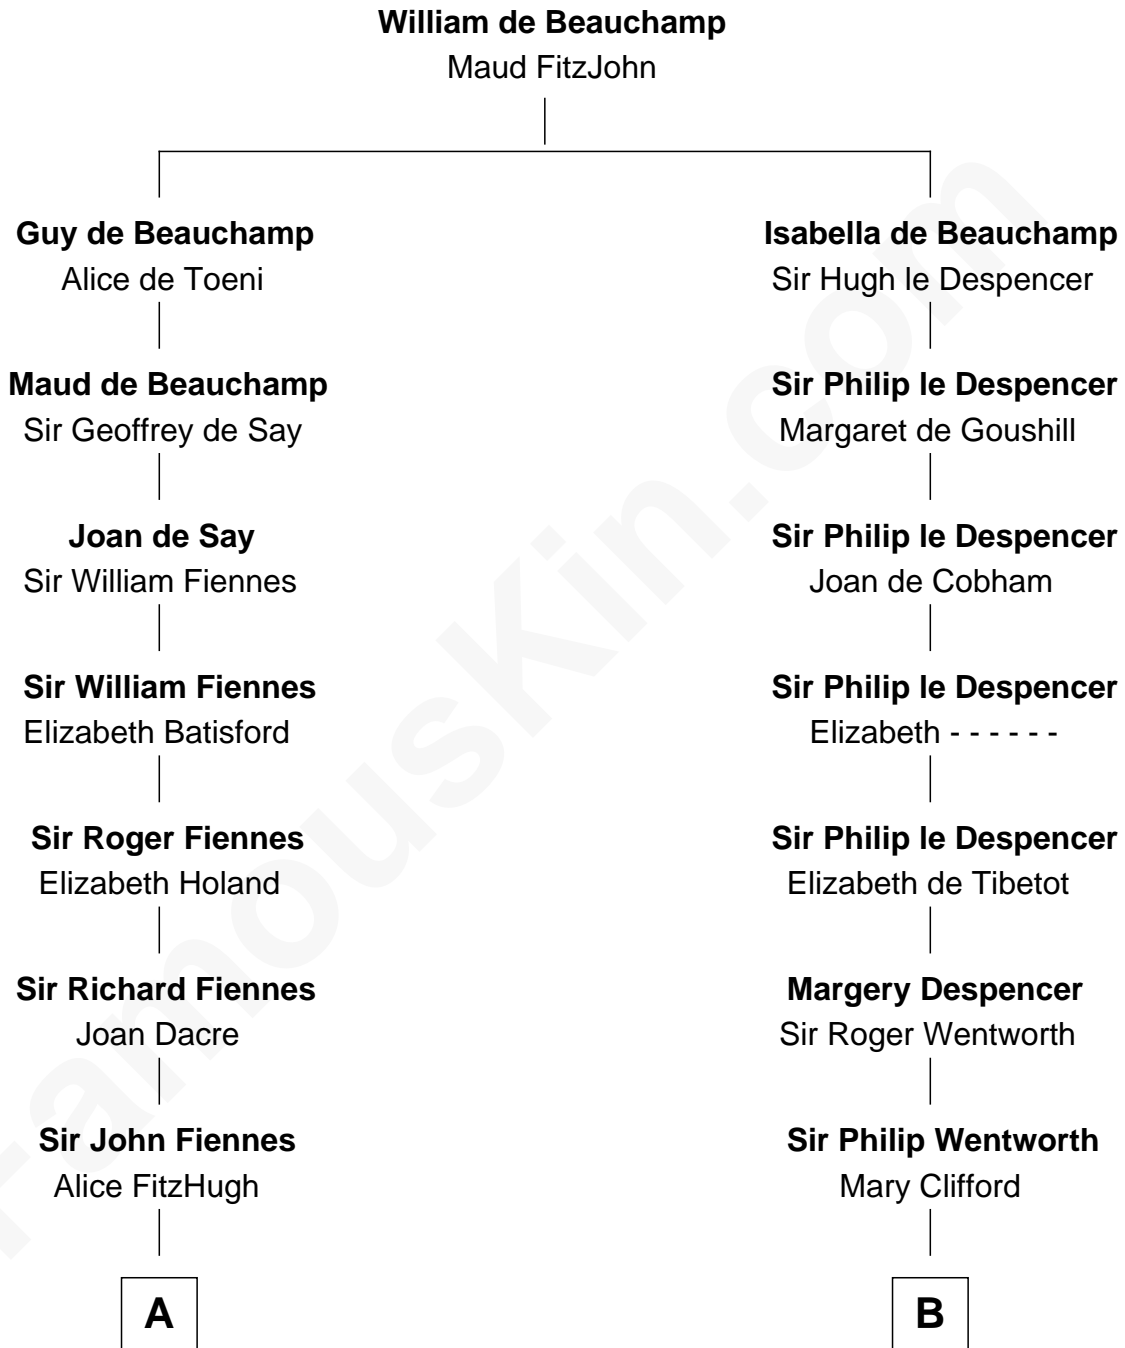 William de Beauchamp
Maud FitzJohn
Guy de Beauchamp
Alice de Toeni
Maud de Beauchamp
Sir Geoffrey de Say
Joan de Say
Sir William Fiennes
Sir William Fiennes
Elizabeth Batisford
Sir Roger Fiennes
Elizabeth Holand
Sir Richard Fiennes
Joan Dacre
Sir John Fiennes
Alice FitzHugh
A
Isabella de Beauchamp
Sir Hugh le Despencer
Sir Philip le Despencer
Margaret de Goushill
Sir Philip le Despencer
Joan de Cobham
Sir Philip le Despencer
Elizabeth - - - - - -
Sir Philip le Despencer
Elizabeth de Tibetot
Margery Despencer
Sir Roger Wentworth
Sir Philip Wentworth
Mary Clifford
B
FamousKin.com